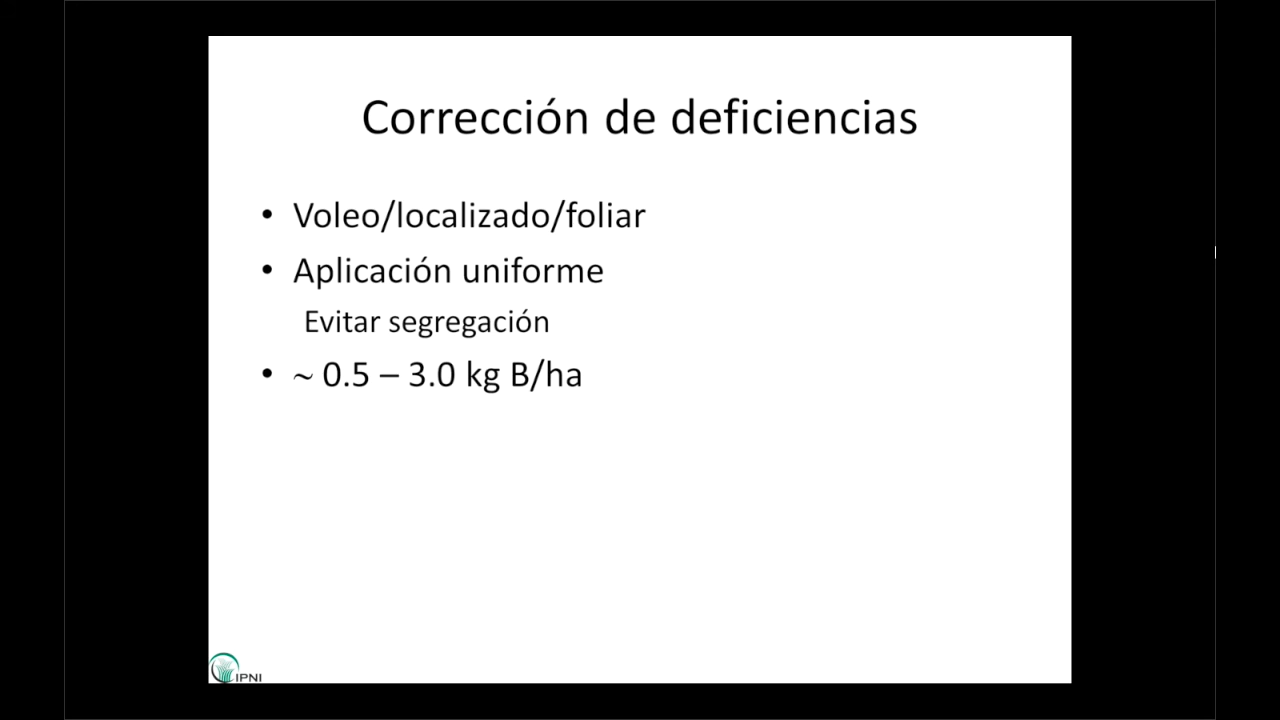 Corrección de deficiencias
• Voleo/localizado/foliar
• Aplicación uniforme
Evitar segregación
• ~ 0.5 – 3.0 kg B/ha
IPNI